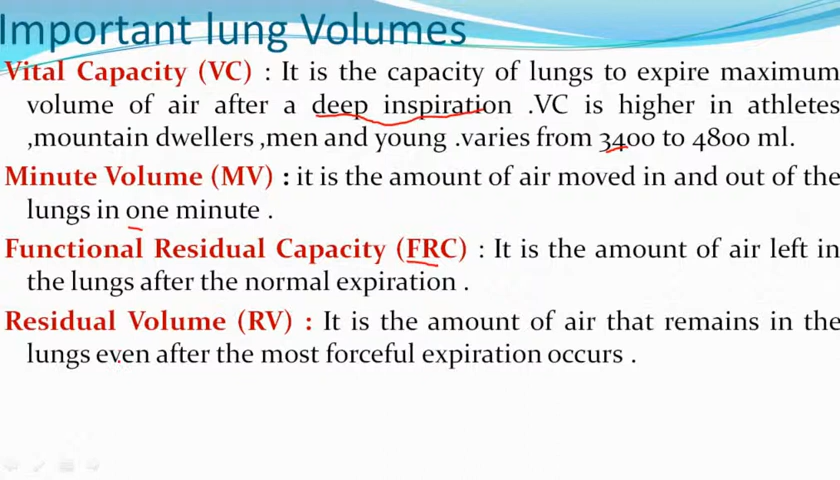 Important lung Volumes
Vital Capacity (VC) : It is the capacity of lungs to expire maximum
volume of air after a deep inspiration .VC is higher in athletes
,mountain dwellers ,men and young .varies from 3400 to 4800 ml.
Minute Volume (MV) : it is the amount of air moved in and out of the
lungs in one minute .
Functional Residual Capacity (FRC) : It is the amount of air left in
the lungs after the normal expiration .
Residual Volume (RV) : It is the amount of air that remains in the
lungs even after the most forceful expiration occurs .